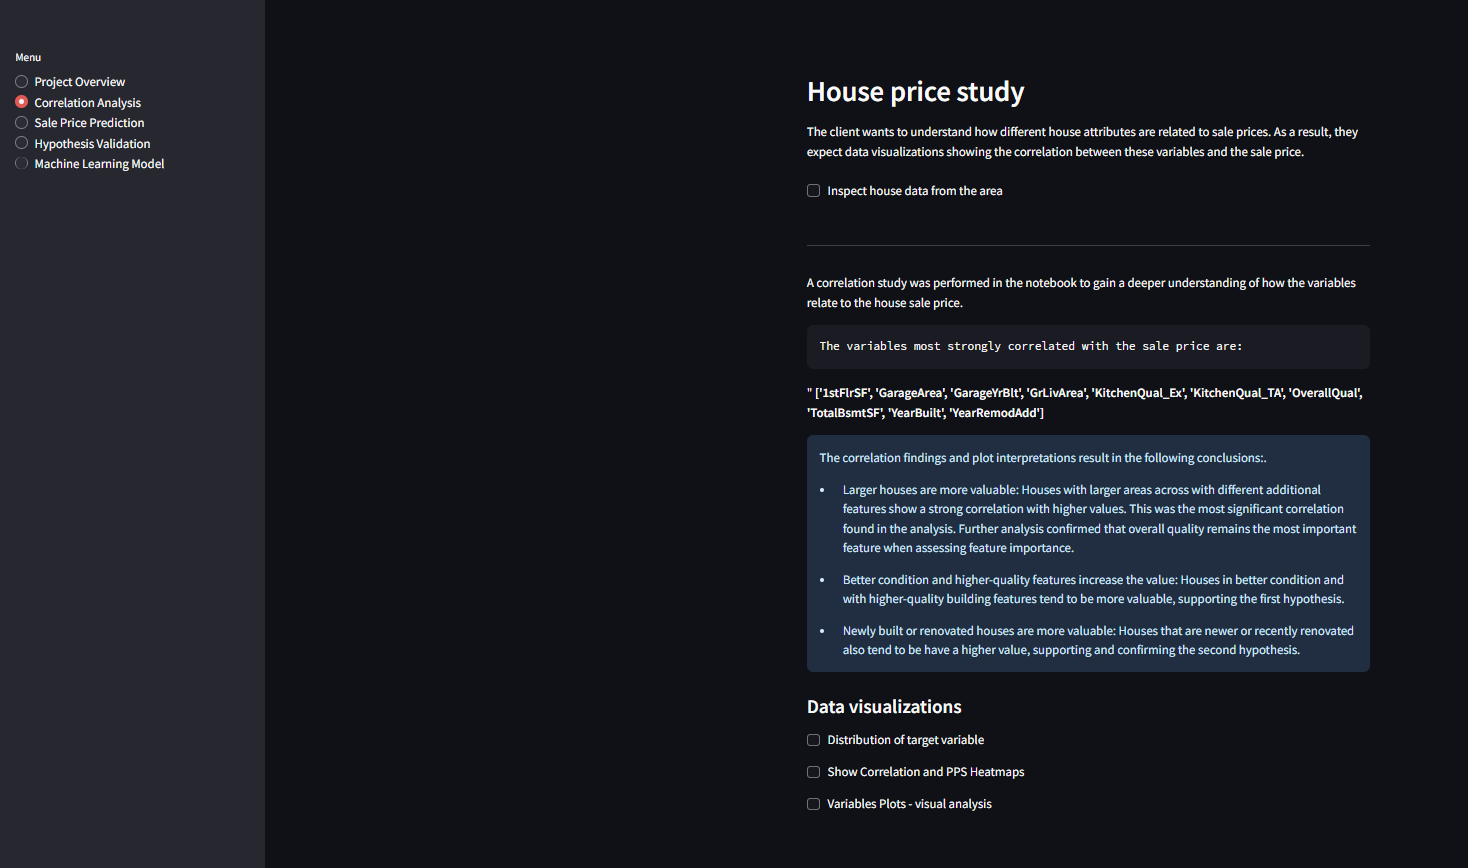 Menu
Project Overview
Correlation Analysis
Sale Price Prediction
Hypothesis Validation
Machine Learning Model
House price study
The client wants to understand how different house attributes are related to sale prices. As a result, they
expect data visualizations showing the correlation between these variables and the sale price.
Inspect house data from the area
A correlation study was performed in the notebook to gain a deeper understanding of how the variables
relate to the house sale price.
The variables most strongly correlated with the sale price are:
" ['1stFlrSF', 'GarageArea', 'GarageYrBlt', 'GrLivArea', 'KitchenQual_Ex', 'KitchenQual_TA', 'OverallQual',
'TotalBsmtSF', 'YearBuilt', 'YearRemodAdd']
The correlation findings and plot interpretations result in the following conclusions:.
• Larger houses are more valuable: Houses with larger areas across with different additional
features show a strong correlation with higher values. This was the most significant correlation
found in the analysis. Further analysis confirmed that overall quality remains the most important
feature when assessing feature importance.
• Better condition and higher-quality features increase the value: Houses in better condition and
with higher-quality building features tend to be more valuable, supporting the first hypothesis.
• Newly built or renovated houses are more valuable: Houses that are newer or recently renovated
also tend to be have a higher value, supporting and confirming the second hypothesis.
Data visualizations
Distribution of target variable
Show Correlation and PPS Heatmaps
Variables Plots - visual analysis